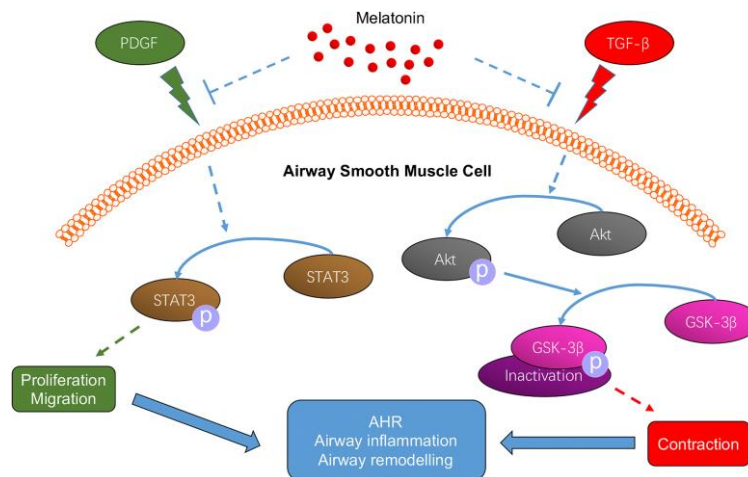 Melatonin
PDGF
TGF-β
Airway Smooth Muscle Cell
STAT3
STAT3
p
Akt
Akt
p
GSK-3β
GSK-3β
p
Inactivation
Proliferation
Migration
AHR
Airway inflammation
Airway remodelling
Contraction